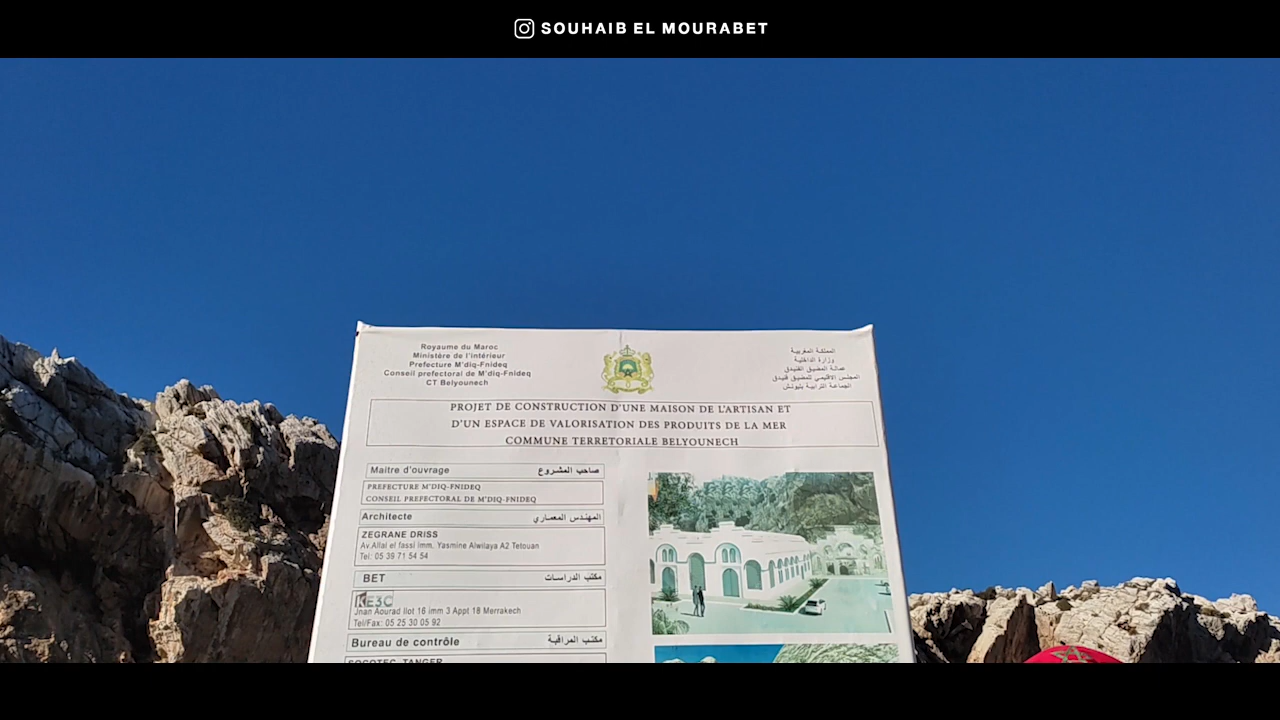 SOUHAIB EL MOURABET
Royaume du Maroc
Ministère de l'intérieur
Prefecture M'diq-Fnideq
Conseil prefectoral de M'diq-Fnideq
CT Belyounech
المملكة المغربية
وزارة الداخلية
عمالة المضيق الفنيدق
المجلس الاقليمي للمضيق فنيدق
الجماعة الترابية بليونش
PROJET DE CONSTRUCTION D'UNE MAISON DE L'ARTISAN ET
D'UN ESPACE DE VALORISATION DES PRODUITS DE LA MER
COMMUNE TERRETORIALE BELYOUNECH
Maitre d'ouvrage صاحب المشروع
PREFECTURE M'DIQ-FNIDEQ
CONSEIL PREFECTORAL DE M'DIQ-FNIDEQ
Architecte المهندس المعماري
ZEGRANE DRISS
Av.Allal el fassi Imm. Yasmine Alwilaya A2 Tetouan
Tel: 05 39 71 54 54
BET مكتب الدراسات
KE3C
Jnan Aourad Ilot 16 imm 3 Appt 18 Marrakech
Tel/Fax: 05 25 30 05 92
Bureau de contrôle مكتب المراقبة
SOCOTEC TANGER